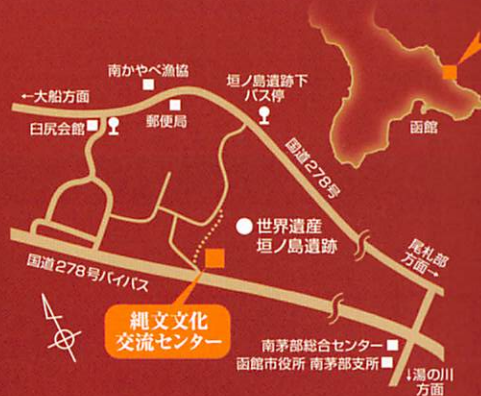 南かやべ漁協
←大船方面
垣ノ島遺跡下
バス停
臼尻会館
郵便局
函館
国道278号
世界遺産
垣ノ島遺跡
尾札部
方面→
国道278号バイパス
縄文文化
交流センター
南茅部総合センター
函館市役所 南茅部支所
↓湯の川
方面